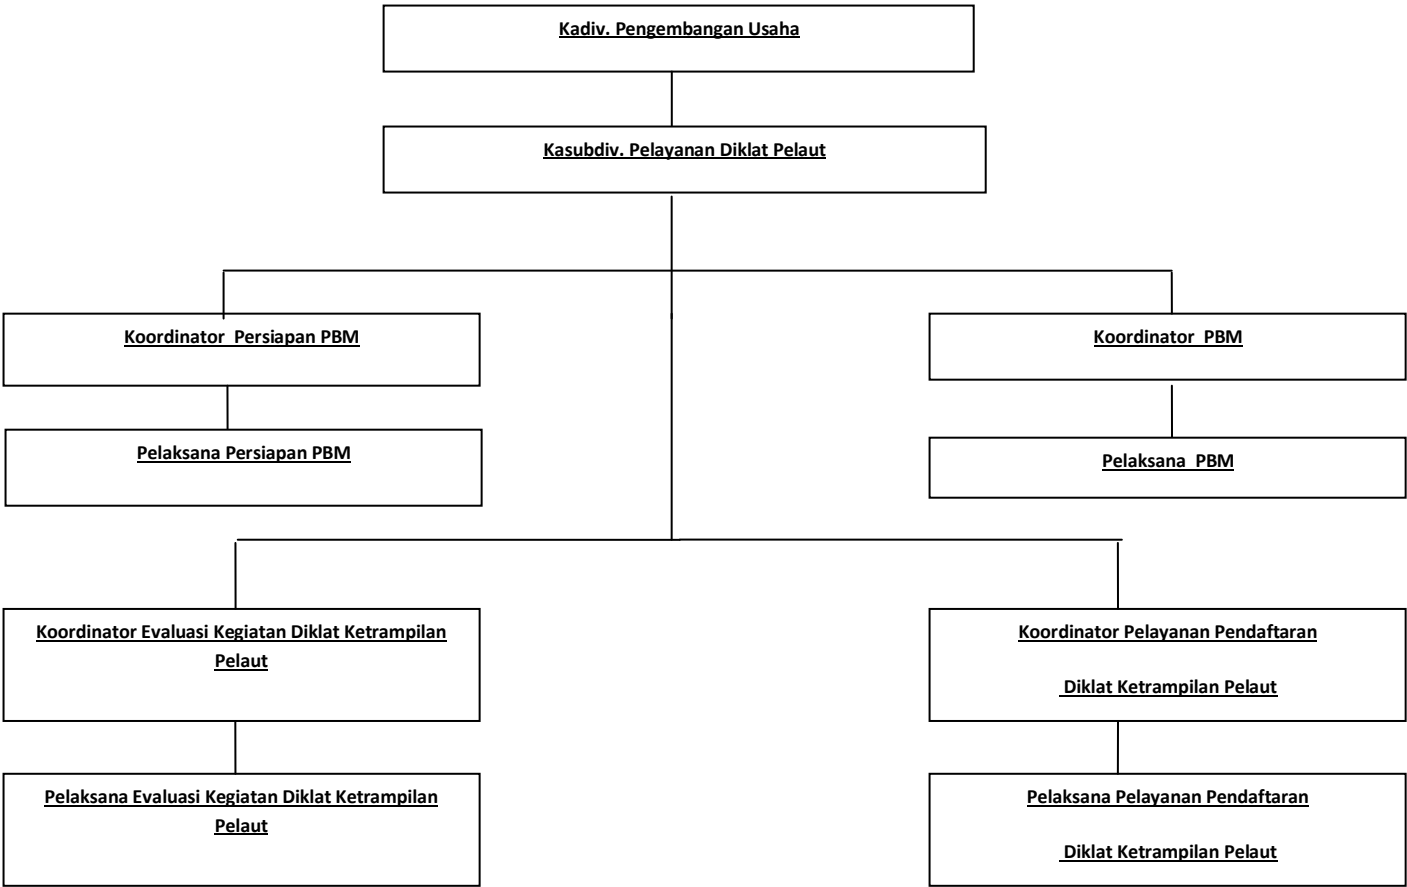 Kadiv. Pengembangan Usaha
Kasubdiv. Pelayanan Diklat Pelaut
Koordinator  Persiapan PBM
Koordinator  PBM
Pelaksana Persiapan PBM
Pelaksana  PBM
Koordinator Evaluasi Kegiatan Diklat Ketrampilan
Pelaut
Koordinator Pelayanan Pendaftaran
Diklat Ketrampilan Pelaut
Pelaksana Evaluasi Kegiatan Diklat Ketrampilan
Pelaut
Pelaksana Pelayanan Pendaftaran
Diklat Ketrampilan Pelaut